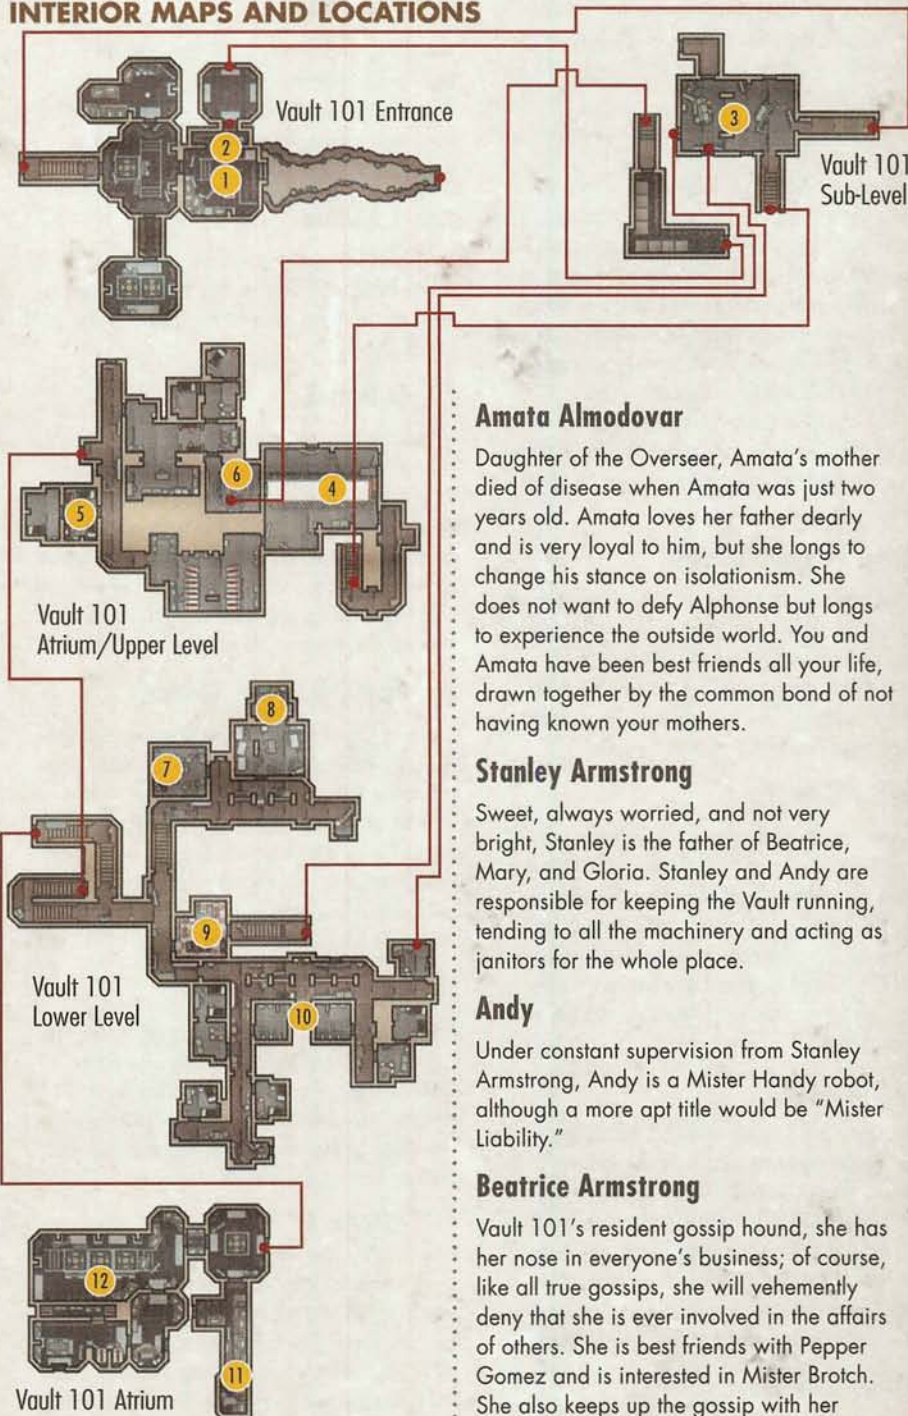 INTERIOR MAPS AND LOCATIONS
Vault 101 Entrance
2
1
3
Vault 101
Sub-Level
6
4
5
Vault 101
Atrium/Upper Level
8
7
9
Vault 101
Lower Level
10
12
11
Vault 101 Atrium
Amata Almodovar
Daughter of the Overseer, Amata's mother
died of disease when Amata was just two
years old. Amata loves her father dearly
and is very loyal to him, but she longs to
change his stance on isolationism. She
does not want to defy Alphonse but longs
to experience the outside world. You and
Amata have been best friends all your life,
drawn together by the common bond of not
having known your mothers.
Stanley Armstrong
Sweet, always worried, and not very
bright, Stanley is the father of Beatrice,
Mary, and Gloria. Stanley and Andy are
responsible for keeping the Vault running,
tending to all the machinery and acting as
janitors for the whole place.
Andy
Under constant supervision from Stanley
Armstrong, Andy is a Mister Handy robot,
although a more apt title would be "Mister
Liability."
Beatrice Armstrong
Vault 101's resident gossip hound, she has
her nose in everyone's business; of course,
like all true gossips, she will vehemently
deny that she is ever involved in the affairs
of others. She is best friends with Pepper
Gomez and is interested in Mister Brotch.
She also keeps up the gossip with her